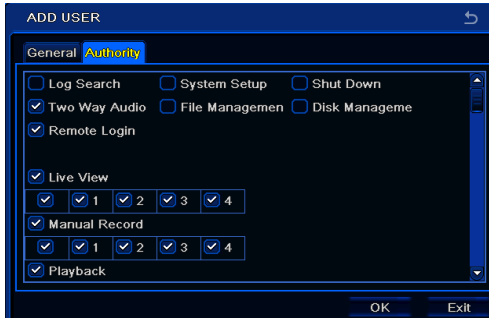 ADD USER
General Authority
Log Search System Setup Shut Down
Two Way Audio File Managemen Disk Manageme
Remote Login
Live View
1 2 3 4
Manual Record
1 2 3 4
Playback
OK Exit